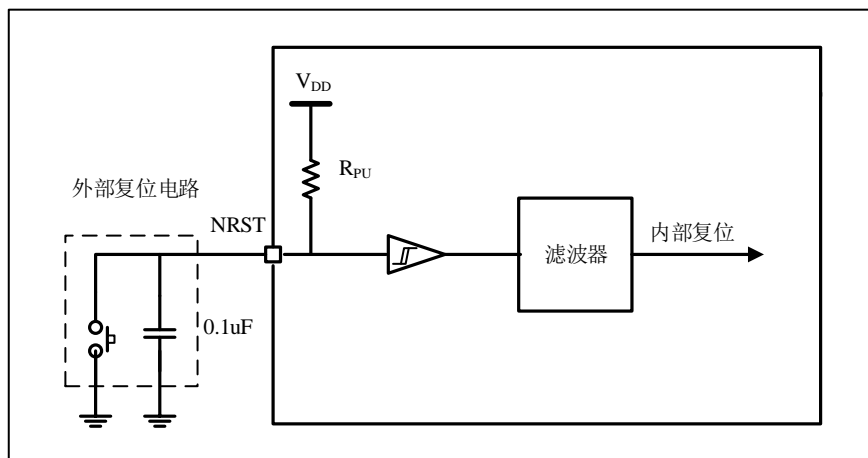 V_DD
R_PU
外部复位电路
NRST
滤波器
内部复位
0.1uF